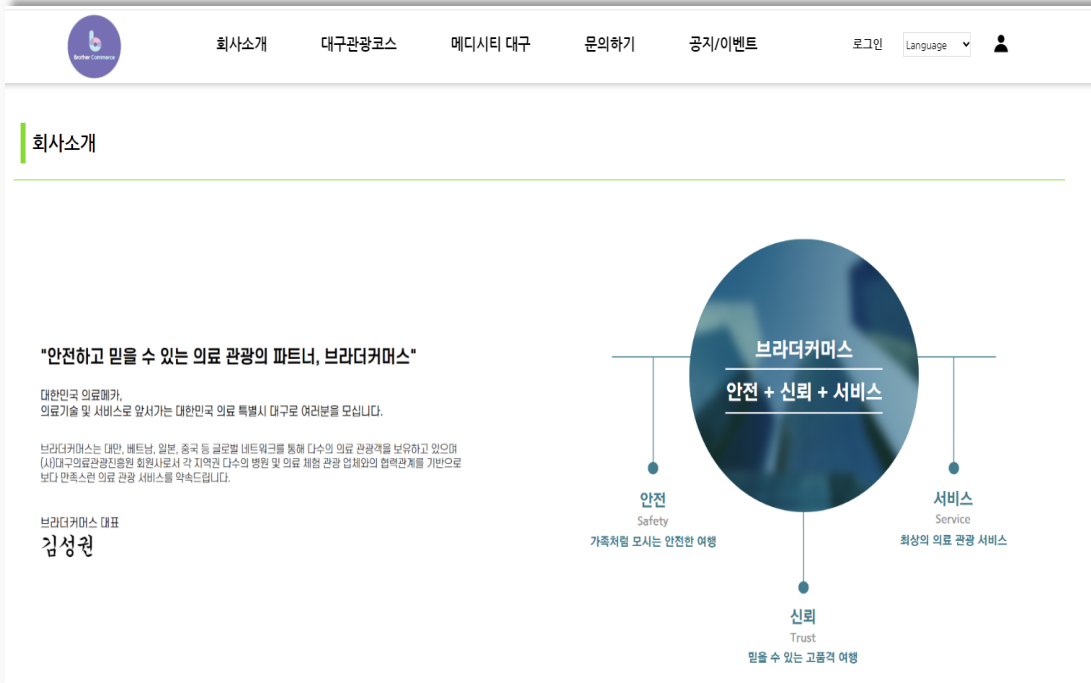 Brother Commerce
회사소개
대구관광코스
메디시티 대구
문의하기
공지/이벤트
로그인
Language
회사소개
"안전하고 믿을 수 있는 의료 관광의 파트너, 브라더커머스"
대한민국 의료메카,
의료기술 및 서비스로 앞서가는 대한민국 의료 특별시 대구로 여러분을 모십니다.
브라더커머스는 대만, 베트남, 일본, 중국 등 글로벌 네트워크를 통해 다수의 의료 관광객을 보유하고 있으며
(사)대구의료관광진흥원 회원사로서 각 지역권 다수의 병원 및 의료 체험 관광 업체와의 협력관계를 기반으로
보다 만족스런 의료 관광 서비스를 약속드립니다.
브라더커머스 대표
김성권
브라더커머스
안전 + 신뢰 + 서비스
안전
Safety
가족처럼 모시는 안전한 여행
신뢰
Trust
믿을 수 있는 고품격 여행
서비스
Service
최상의 의료 관광 서비스